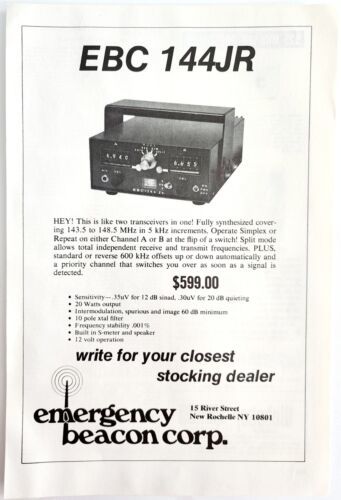 EBC 144JR
HEY! This is like two transceivers in one! Fully synthesized cover-
ing 143.5 to 148.5 MHz in 5 kHz increments. Operate Simplex or
Repeat on either Channel A or B at the flip of a switch! Split mode
allows total independent receive and transmit frequencies. PLUS,
standard or reverse 600 kHz offsets up or down automatically and
a priority channel that switches you over as soon as a signal is
detected.
$599.00
• Sensitivity—.35uV for 12 dB sinad, .30uV for 20 dB quieting
• 20 Watts output
• Intermodulation, spurious and image 60 dB minimum
• 10 pole xtal filter
• Frequency stability .001%
• Built in S-meter and speaker
• 12 volt operation
write for your closest
stocking dealer
emergency
beacon corp.
15 River Street
New Rochelle NY 10801